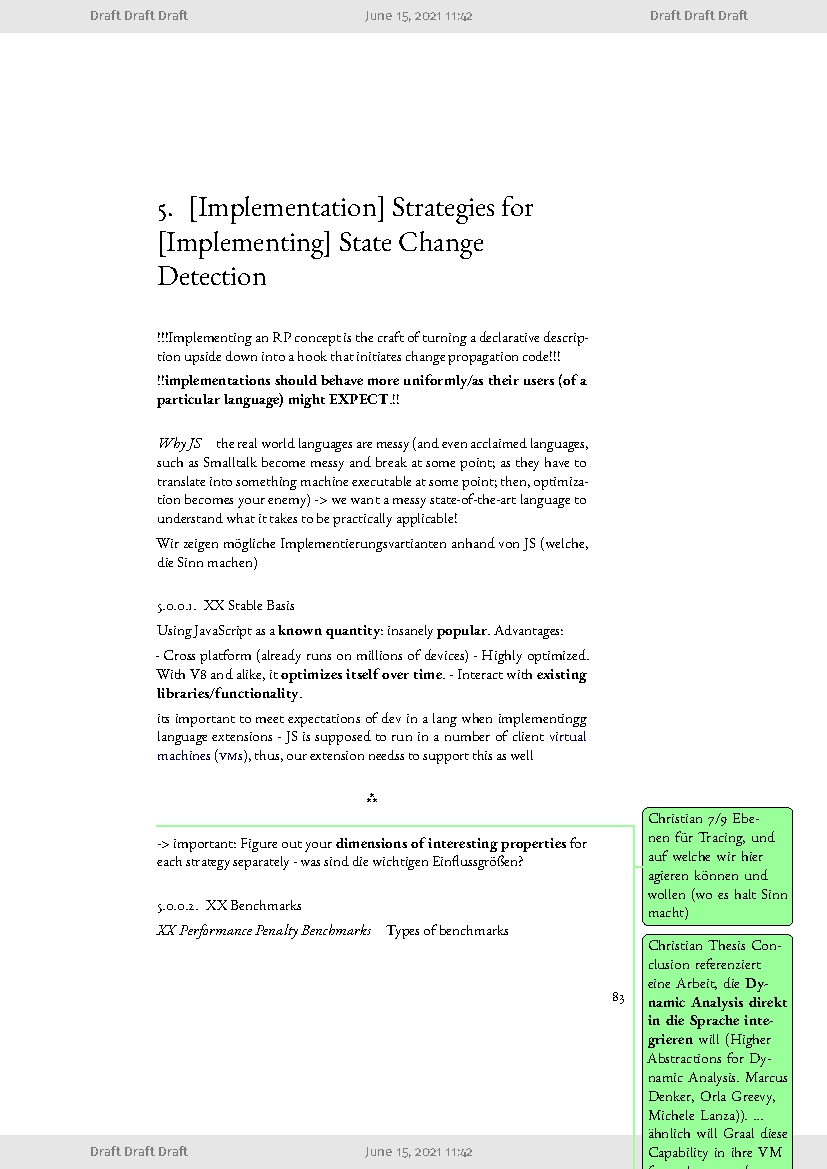 Draft Draft Draft June 15, 2021 11:42 Draft Draft Draft
5. [Implementation] Strategies for
[Implementing] State Change
Detection
!!!Implementing an RP concept is the craft of turning a declarative descrip-
tion upside down into a hook that initiates change propagation code!!!
!!implementations should behave more uniformly/as their users (of a
particular language) might EXPECT.!!
Why JS the real world languages are messy (and even acclaimed languages,
such as Smalltalk become messy and break at some point; as they have to
translate into something machine executable at some point; then, optimiza-
tion becomes your enemy) -> we want a messy state-of-the-art language to
understand what it takes to be practically applicable!
Wir zeigen mögliche Implementierungsvartianten anhand von JS (welche,
die Sinn machen)
5.0.0.1. XX Stable Basis
Using JavaScript as a known quantity: insanely popular. Advantages:
- Cross platform (already runs on millions of devices) - Highly optimized.
With V8 and alike, it optimizes itself over time. - Interact with existing
libraries/functionality.
its important to meet expectations of dev in a lang when implementingg
language extensions - JS is supposed to run in a number of client virtual
machines (VMs), thus, our extension needss to support this as well
⁂
-> important: Figure out your dimensions of interesting properties for
each strategy separately - was sind die wichtigen Einflussgrößen?
5.0.0.2. XX Benchmarks
XX Performance Penalty Benchmarks Types of benchmarks
83
Christian 7/9 Ebe-
nen für Tracing, und
auf welche wir hier
agieren können und
wollen (wo es halt Sinn
macht)
Christian Thesis Con-
clusion referenziert
eine Arbeit, die Dy-
namic Analysis direkt
in die Sprache inte-
grieren will (Higher
Abstractions for Dy-
namic Analysis. Marcus
Denker, Orla Greevy,
Michele Lanza)). ...
ähnlich will Graal diese
Capability in ihre VM
Draft Draft Draft June 15, 2021 11:42